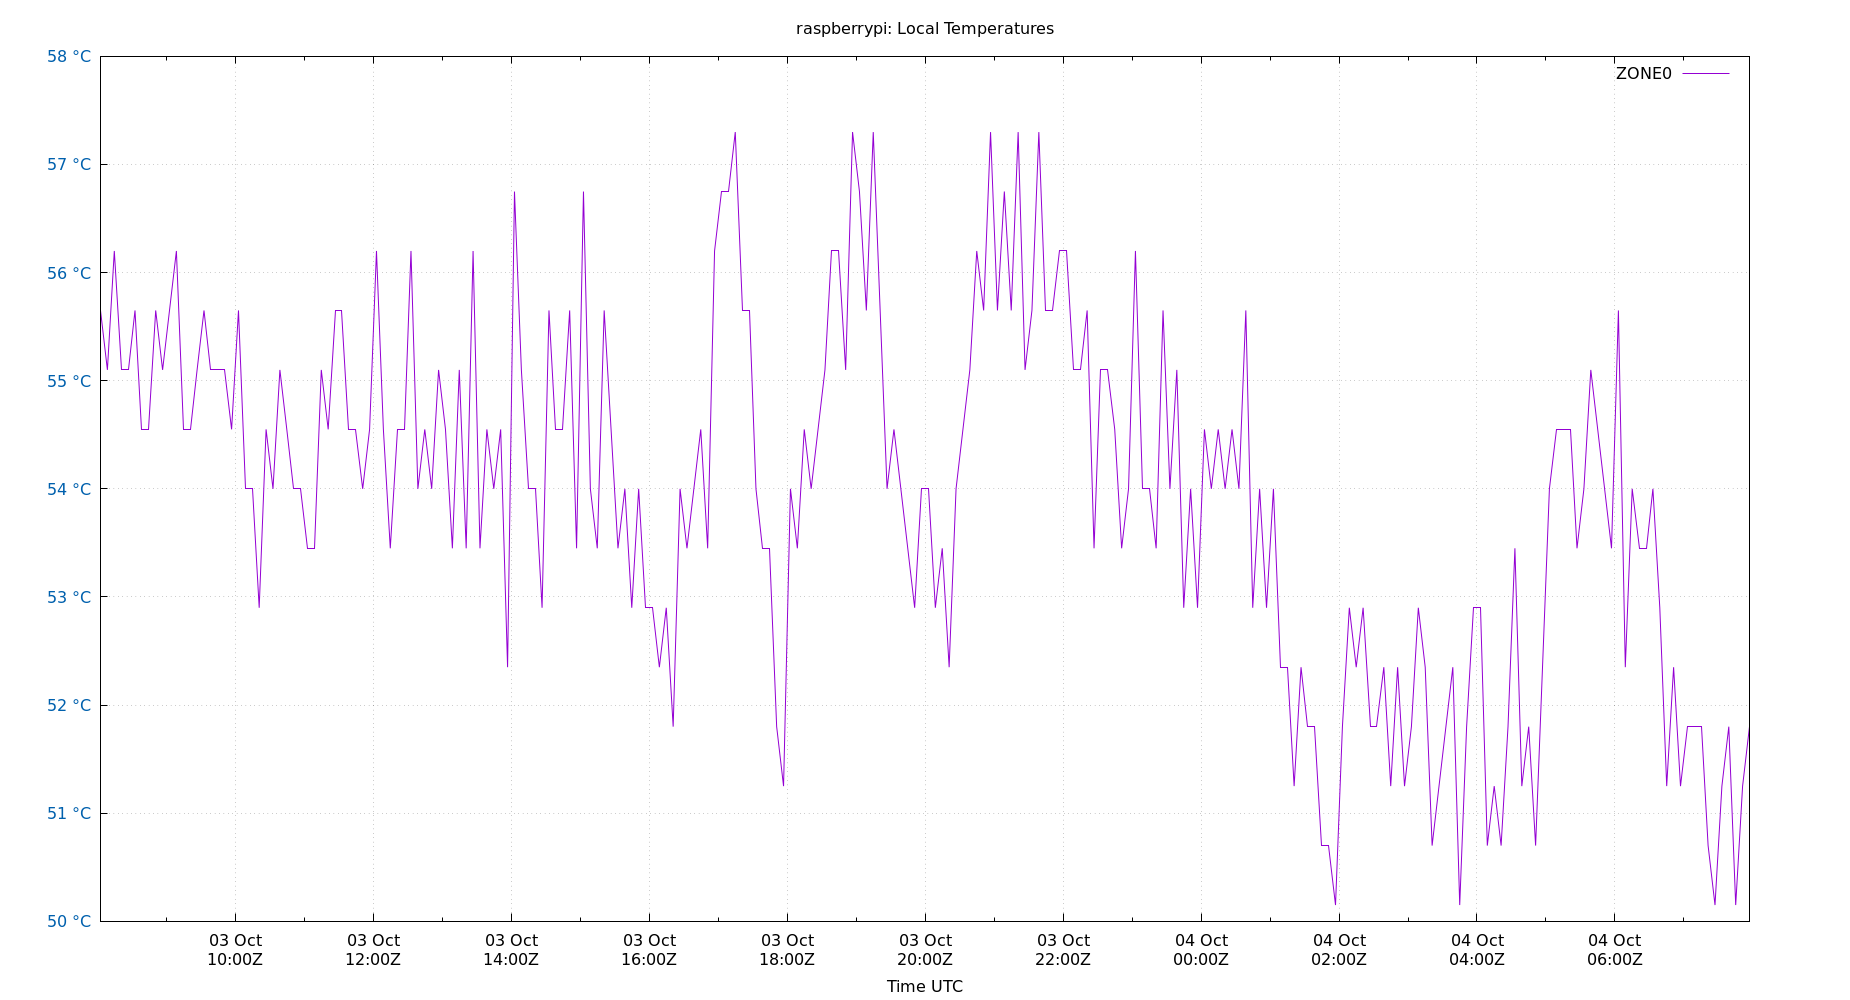 raspberrypi: Local Temperatures
58 °C
57 °C
56 °C
55 °C
54 °C
53 °C
52 °C
51 °C
50 °C
ZONE0
03 Oct
10:00Z
03 Oct
12:00Z
03 Oct
14:00Z
03 Oct
16:00Z
03 Oct
18:00Z
03 Oct
20:00Z
03 Oct
22:00Z
04 Oct
00:00Z
04 Oct
02:00Z
04 Oct
04:00Z
04 Oct
06:00Z
Time UTC